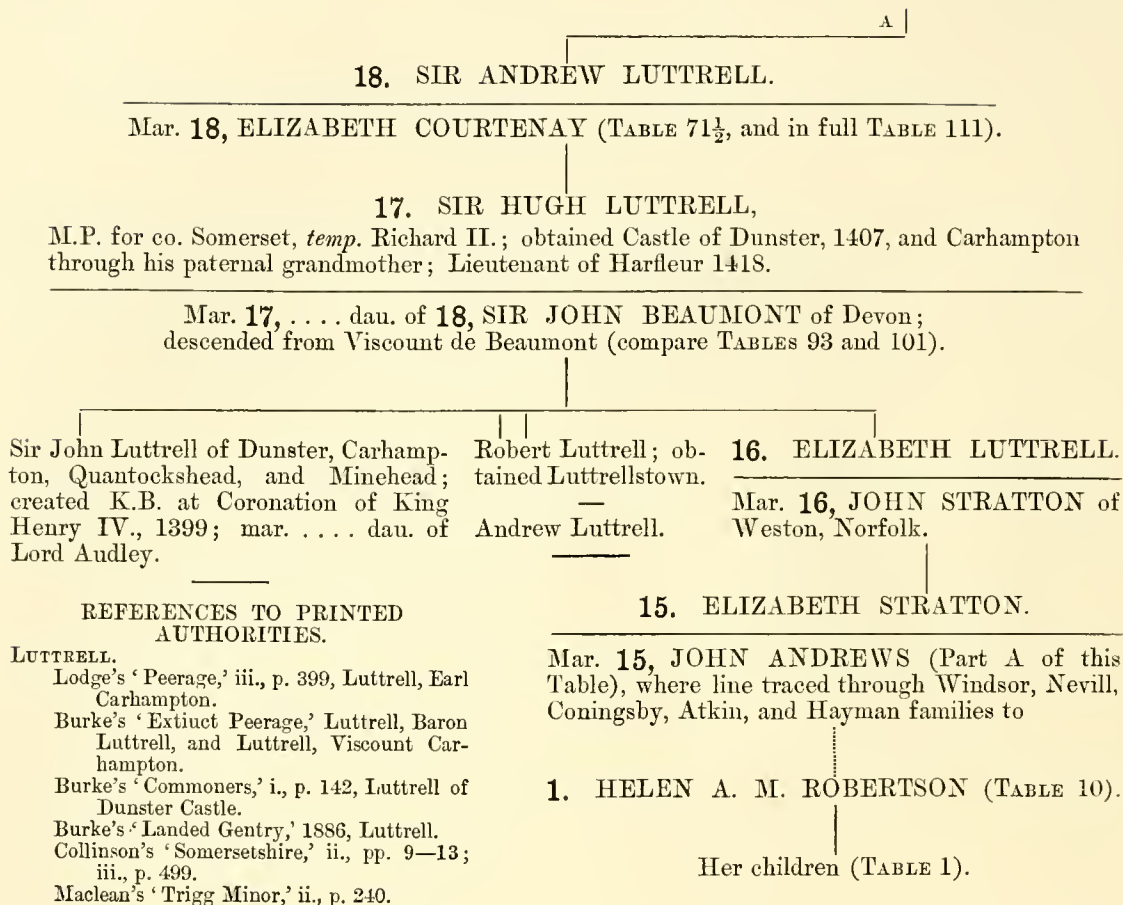 A
18. SIR ANDREW LUTTRELL.
Mar. 18, ELIZABETH COURTENAY (TABLE 71½, and in full TABLE 111).
17. SIR HUGH LUTTRELL,
M.P. for co. Somerset, temp. Richard II.; obtained Castle of Dunster, 1407, and Carhampton
through his paternal grandmother; Lieutenant of Harfleur 1418.
Mar. 17, . . . . dau. of 18, SIR JOHN BEAUMONT of Devon;
descended from Viscount de Beaumont (compare TABLES 93 and 101).
Sir John Luttrell of Dunster, Carhamp-
ton, Quantockshead, and Minehead;
created K.B. at Coronation of King
Henry IV., 1399; mar. . . . . dau. of
Lord Audley.
Robert Luttrell; ob-
tained Luttrellstown.
—
Andrew Luttrell.
16. ELIZABETH LUTTRELL.
Mar. 16, JOHN STRATTON of
Weston, Norfolk.
15. ELIZABETH STRATTON.
Mar. 15, JOHN ANDREWS (Part A of this
Table), where line traced through Windsor, Nevill,
Coningsby, Atkin, and Hayman families to
1. HELEN A. M. ROBERTSON (TABLE 10).
Her children (TABLE 1).
REFERENCES TO PRINTED
AUTHORITIES.
LUTTRELL.
Lodge's ‘Peerage,’ iii., p. 399, Luttrell, Earl
Carhampton.
Burke's ‘Extiuct Peerage,’ Luttrell, Baron
Luttrell, and Luttrell, Viscount Car-
hampton.
Burke's ‘Commoners,’ i., p. 142, Luttrell of
Dunster Castle.
Burke's ‘Landed Gentry,’ 1886, Luttrell.
Collinson's ‘Somersetshire,’ ii., pp. 9—13;
iii., p. 499.
Maclean's ‘Trigg Minor,’ ii., p. 240.